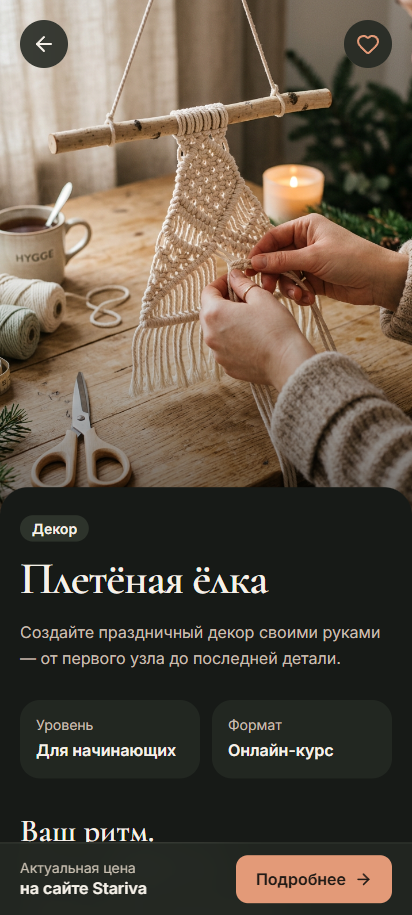 HYGGE
Декор
Плетёная ёлка
Создайте праздничный декор своими руками
— от первого узла до последней детали.
Уровень
Для начинающих
Формат
Онлайн-курс
Ваш ритм.
Актуальная цена
на сайте Stariva
Подробнее